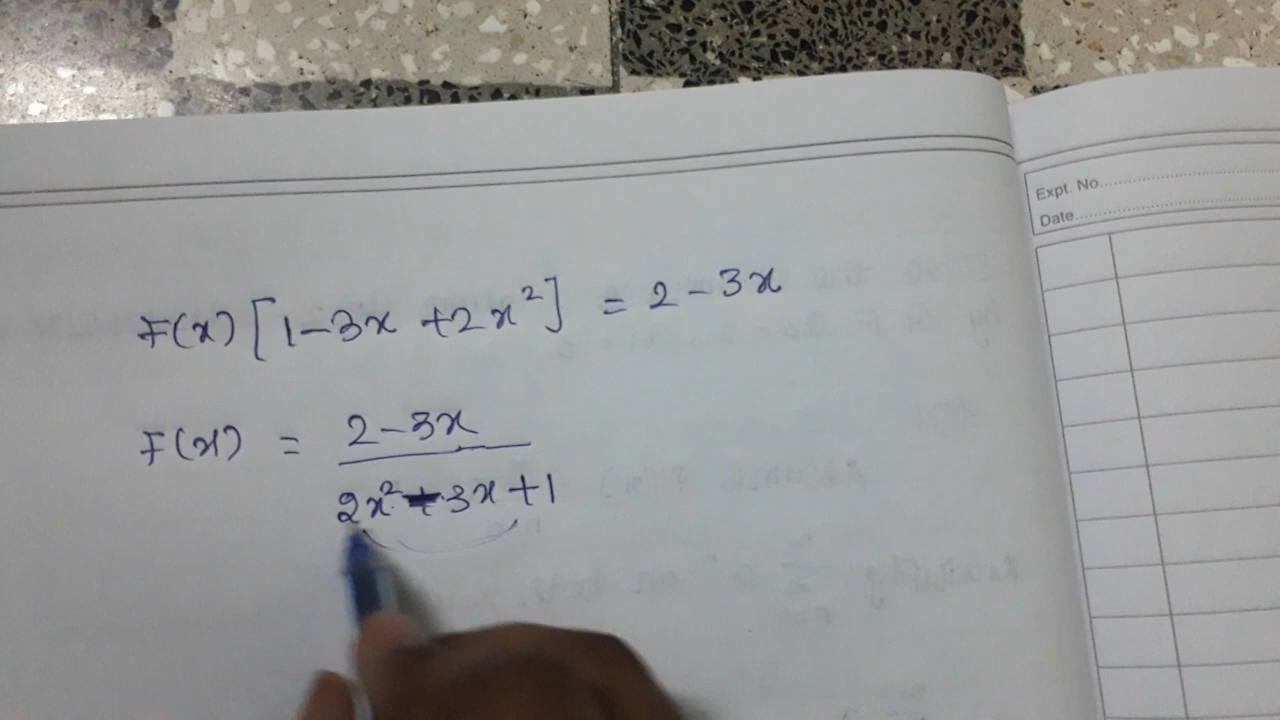 F(x) [1-3x +2x²] = 2-3x
F(x) = 2-3x
2x² - 3x + 1
Expt. No.
Date